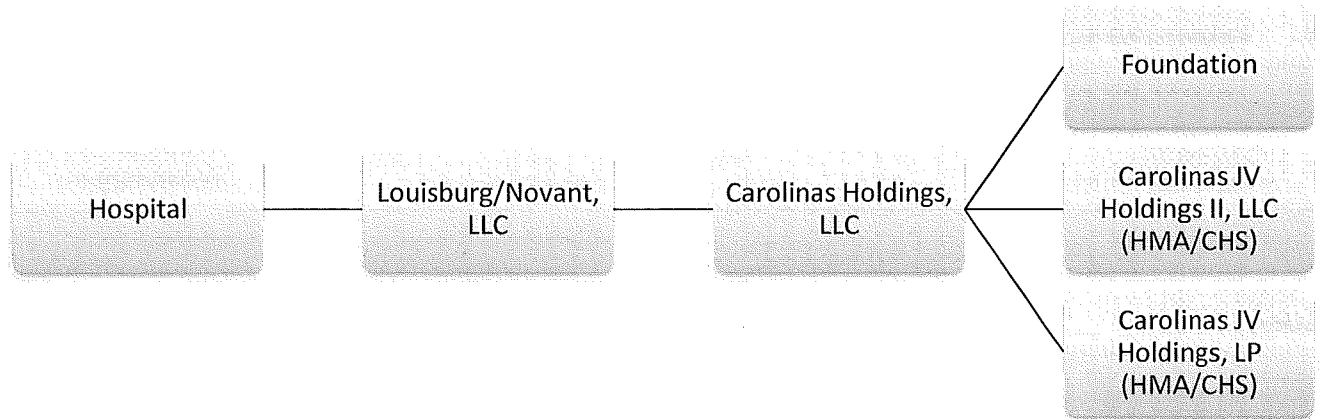 Hospital
Louisburg/Novant,
LLC
Carolinas Holdings,
LLC
Foundation
Carolinas JV
Holdings II, LLC
(HMA/CHS)
Carolinas JV
Holdings, LP
(HMA/CHS)